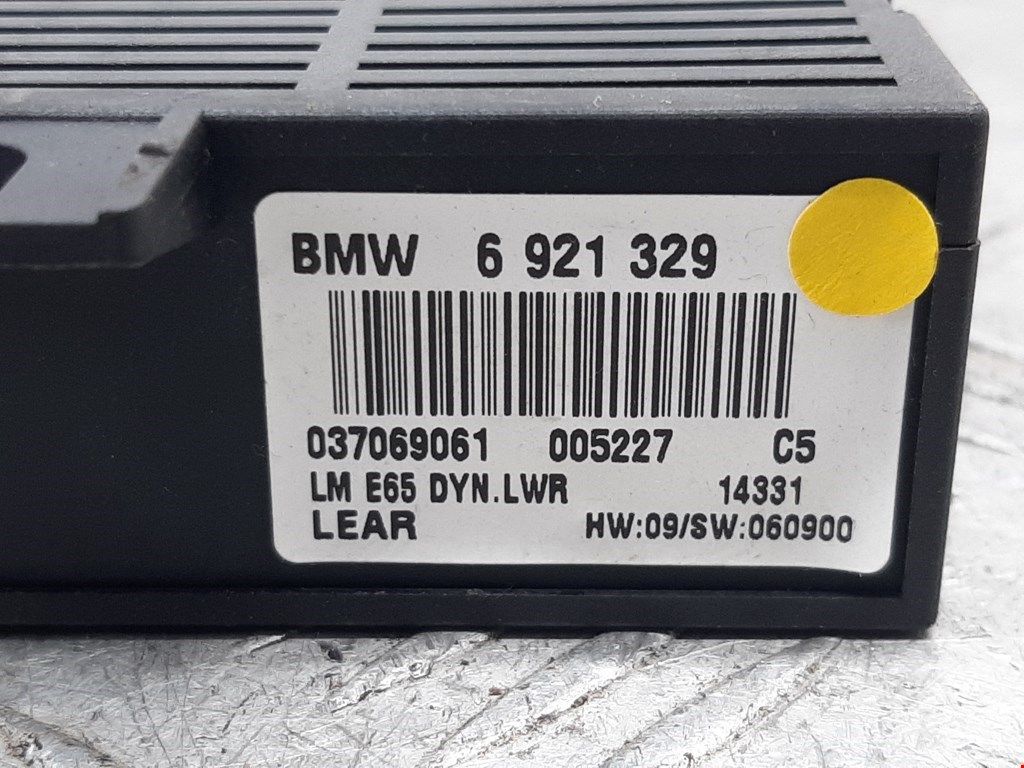 BMW 6 921 329
037069061 005227 C5
LM E65 DYN.LWR 14331
LEAR HW:09/SW:060900